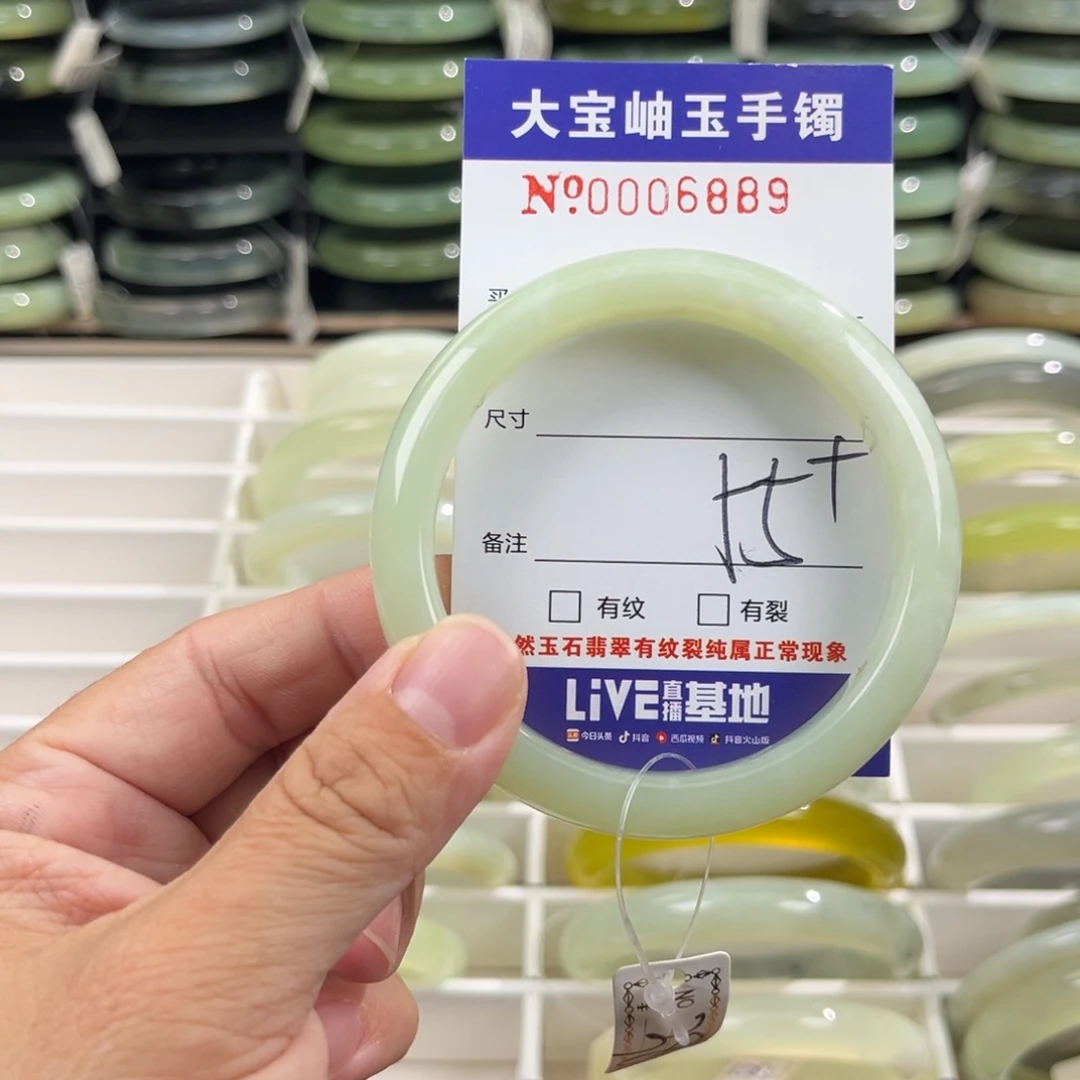 大宝岫玉手镯
Nº0006889
买
尺寸
备注
有纹 有裂
然玉石翡翠有纹裂纯属正常现象
LiVE直播基地
今日头条 抖音 西瓜视频 抖音火山版
NO